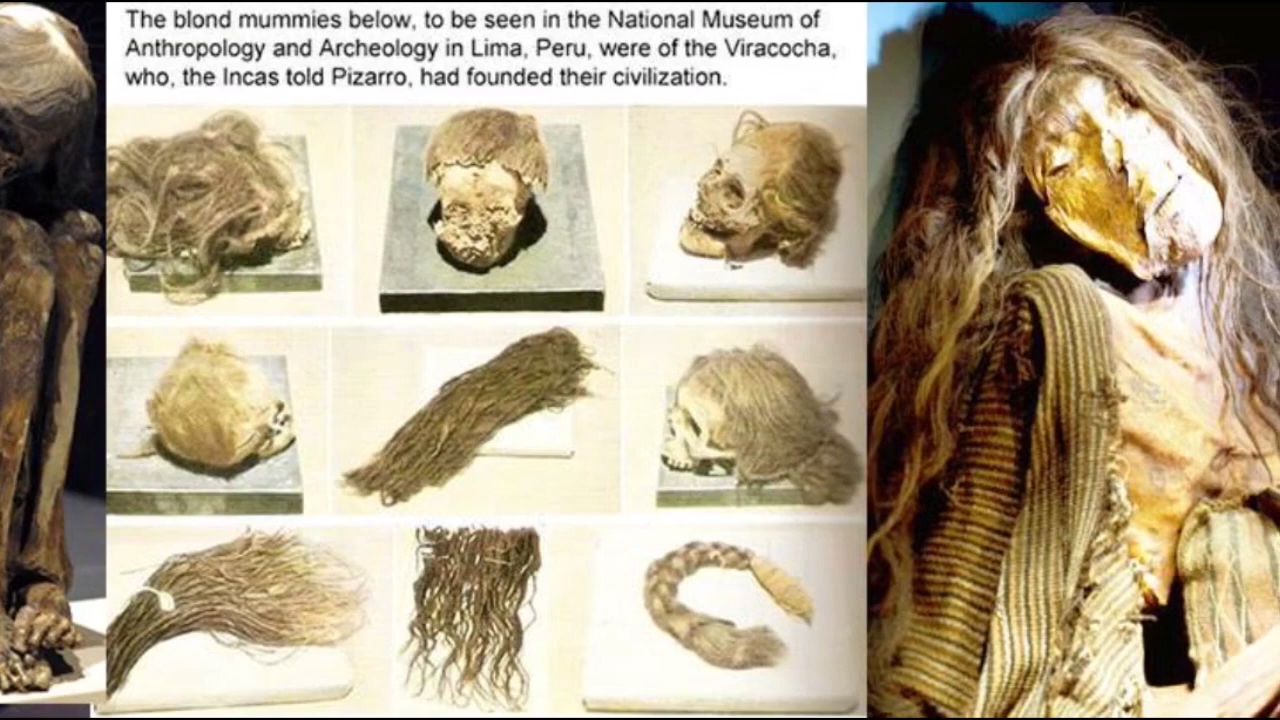 The blond mummies below, to be seen in the National Museum of
Anthropology and Archeology in Lima, Peru, were of the Viracocha,
who, the Incas told Pizarro, had founded their civilization.